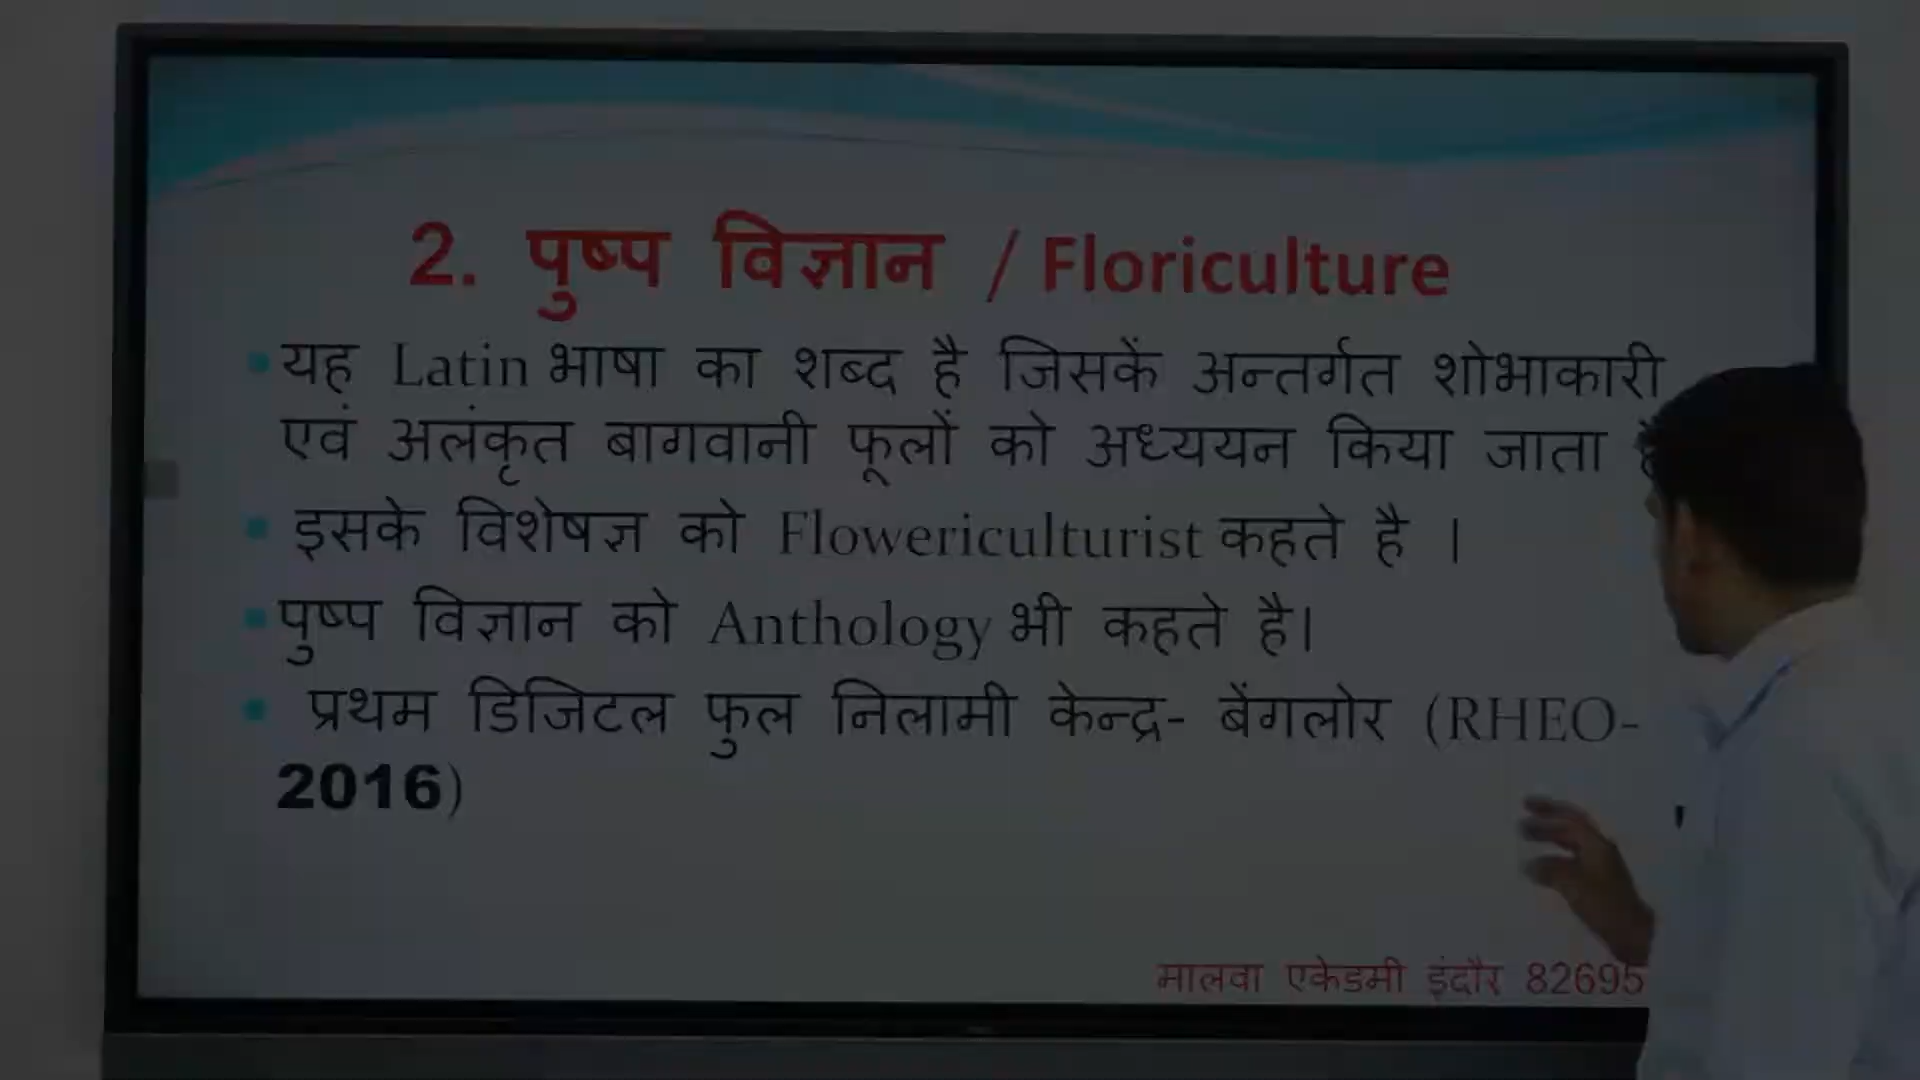 2. पुष्प विज्ञान / Floriculture
यह Latin भाषा का शब्द है जिसकें अन्तर्गत शोभाकारी
एवं अलंकृत बागवानी फूलों को अध्ययन किया जाता
इसके विशेषज्ञ को Flowericulturist कहते है ।
पुष्प विज्ञान को Anthology भी कहते है।
प्रथम डिजिटल फुल निलामी केन्द्र- बेंगलोर (RHEO-
2016)
मालवा एकेडमी इंदौर 82695